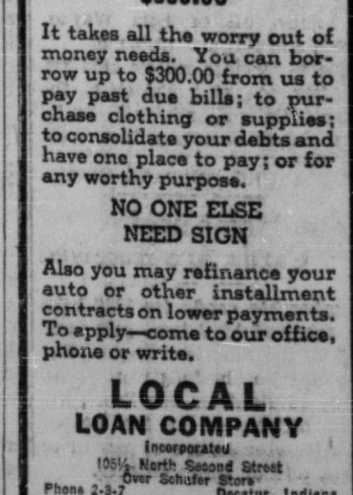 It takes all the worry out of
money needs. You can bor-
row up to $300.00 from us to
pay past due bills; to pur-
chase clothing or supplies;
to consolidate your debts and
have one place to pay; or for
any worthy purpose.
NO ONE ELSE
NEED SIGN
Also you may refinance your
auto or other installment
contracts on lower payments.
To apply—come to our office,
phone or write.
LOCAL
LOAN COMPANY
Incorporated
105½ North Second Street
Over Schafer Store
Phone 2-3-7 Decatur, Indiana